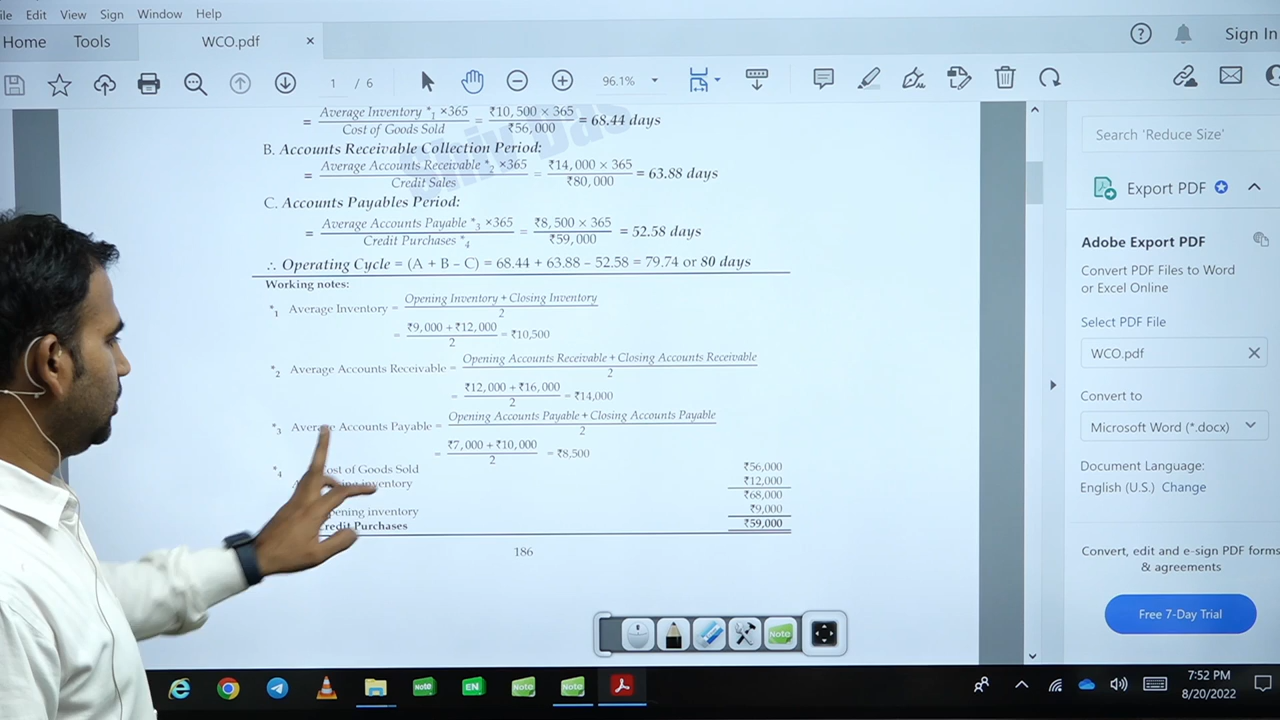 ile Edit View Sign Window Help
Home Tools WCO.pdf × Sign In
1 / 6 96.1%
= Average Inventory *1 ×365 / Cost of Goods Sold = ₹10, 500 × 365 / ₹56, 000 = 68.44 days
B. Accounts Receivable Collection Period:
= Average Accounts Receivable *2 ×365 / Credit Sales = ₹14, 000 × 365 / ₹80, 000 = 63.88 days
C. Accounts Payables Period:
= Average Accounts Payable *3 ×365 / Credit Purchases *4 = ₹8, 500 × 365 / ₹59, 000 = 52.58 days
∴ Operating Cycle = (A + B – C) = 68.44 + 63.88 – 52.58 = 79.74 or 80 days
Working notes:
*1 Average Inventory = Opening Inventory + Closing Inventory / 2
= ₹9, 000 + ₹12, 000 / 2 = ₹10,500
*2 Average Accounts Receivable = Opening Accounts Receivable + Closing Accounts Receivable / 2
= ₹12, 000 + ₹16, 000 / 2 = ₹14,000
*3 Average Accounts Payable = Opening Accounts Payable + Closing Accounts Payable / 2
= ₹7, 000 + ₹10, 000 / 2 = ₹8,500
*4 Cost of Goods Sold ₹56,000
inventory ₹12,000
₹68,000
pening inventory ₹9,000
redit Purchases ₹59,000
186
Shiv Das
Search 'Reduce Size'
Export PDF
Adobe Export PDF
Convert PDF Files to Word
or Excel Online
Select PDF File
WCO.pdf
Convert to
Microsoft Word (*.docx)
Document Language:
English (U.S.) Change
Convert, edit and e-sign PDF forms
& agreements
Free 7-Day Trial
Note
Note EN Note Note
7:52 PM
8/20/2022